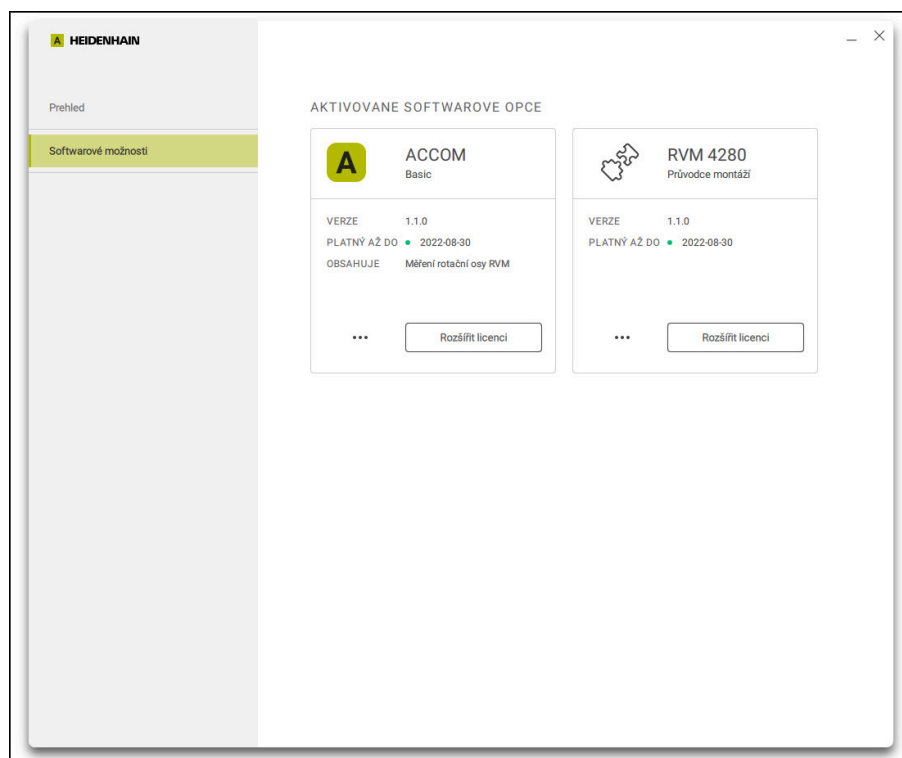 A HEIDENHAIN
Prehled
Softwarové možnosti
AKTIVOVANE SOFTWAROVE OPCE
A
ACCOM
Basic
VERZE 1.1.0
PLATNÝ AŽ DO 2022-08-30
OBSAHUJE Měření rotační osy RVM
... Rozšířit licenci
RVM 4280
Průvodce montáží
VERZE 1.1.0
PLATNÝ AŽ DO 2022-08-30
... Rozšířit licenci